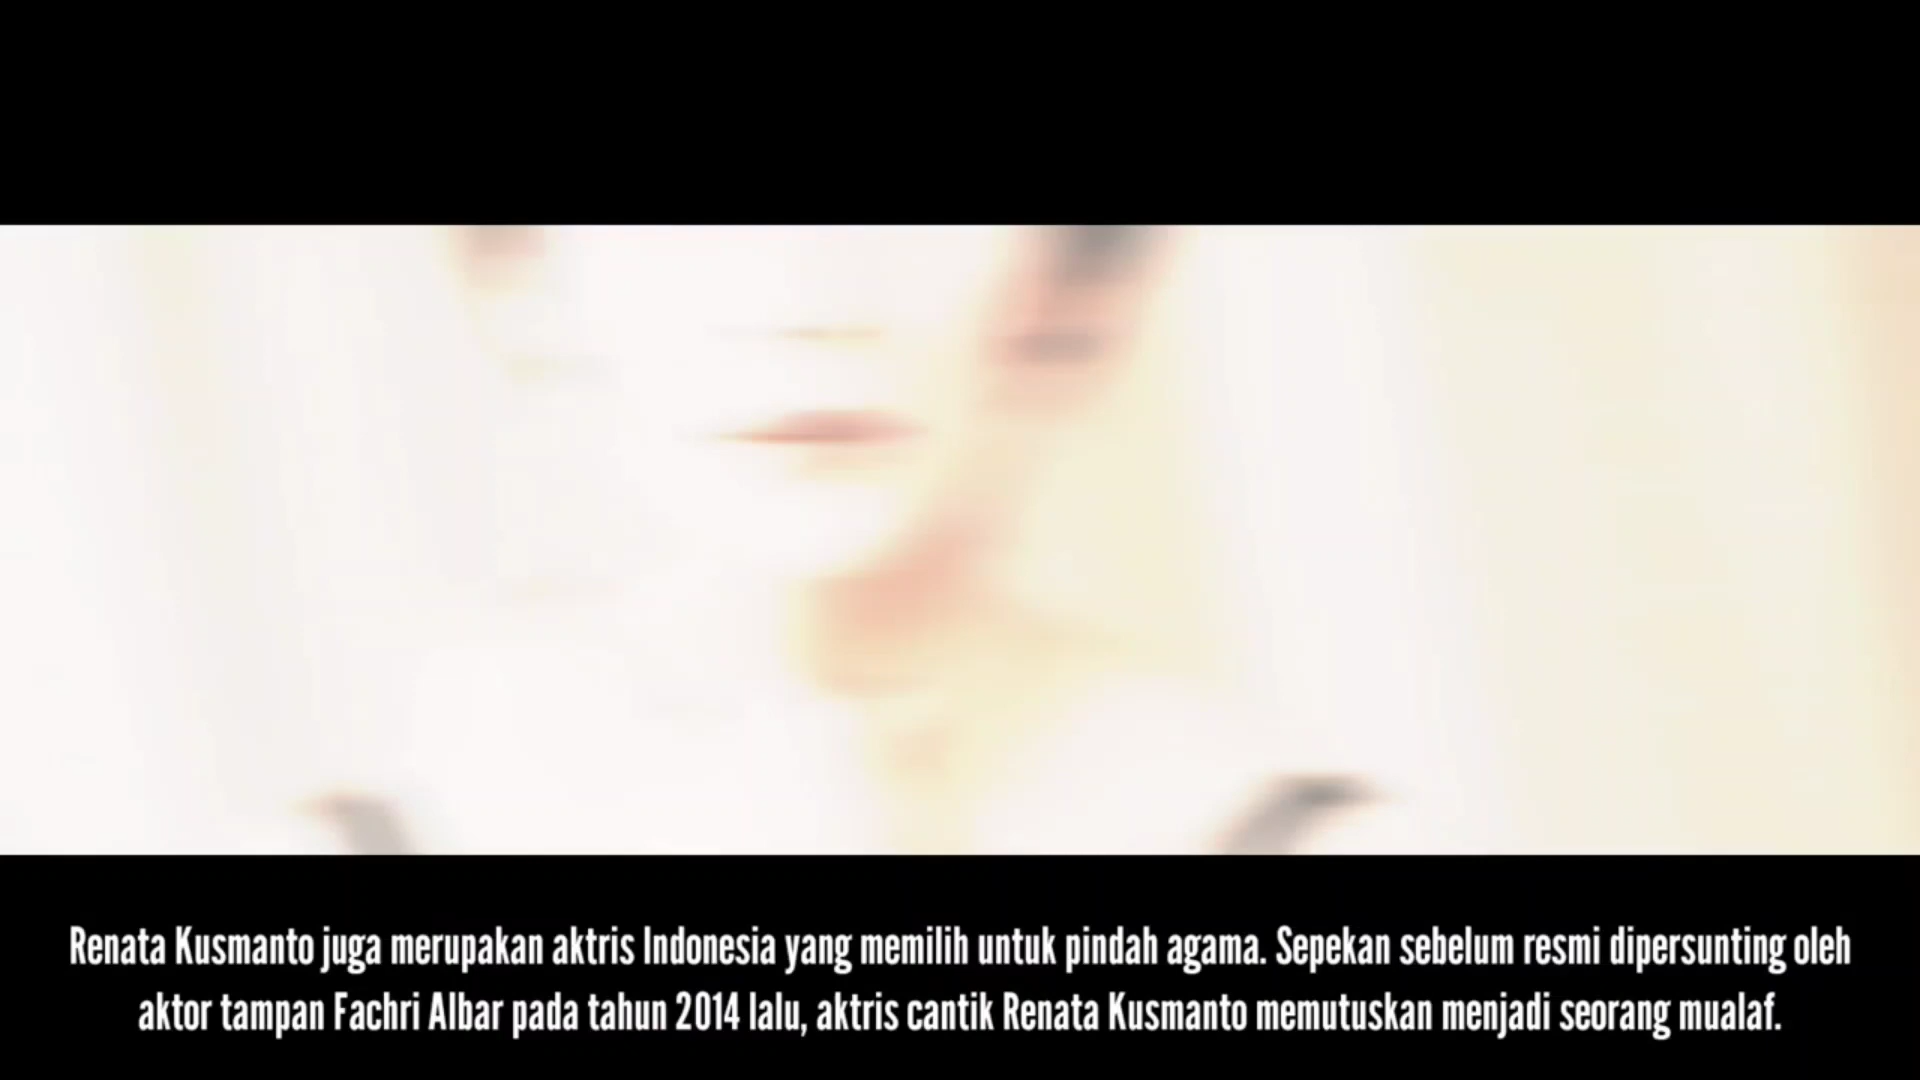 Renata Kusmanto juga merupakan aktris Indonesia yang memilih untuk pindah agama. Sepekan sebelum resmi dipersunting oleh
aktor tampan Fachri Albar pada tahun 2014 lalu, aktris cantik Renata Kusmanto memutuskan menjadi seorang mualaf.